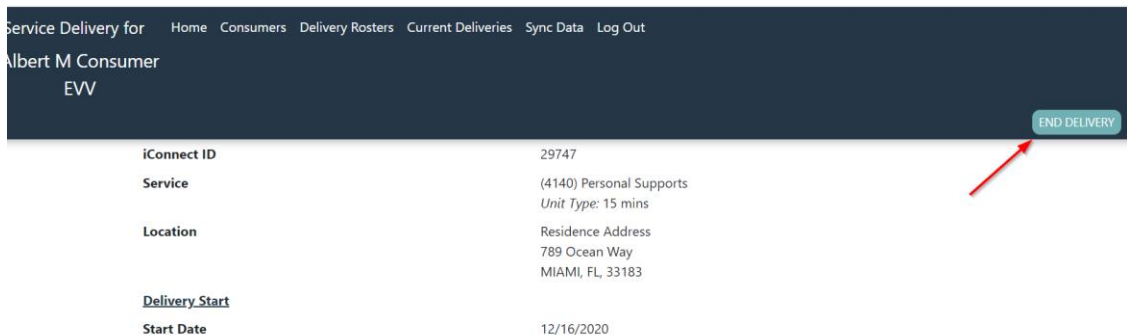 Service Delivery for Home Consumers Delivery Rosters Current Deliveries Sync Data Log Out
Albert M Consumer
EVV
END DELIVERY
iConnect ID 29747
Service (4140) Personal Supports
Unit Type: 15 mins
Location Residence Address
789 Ocean Way
MIAMI, FL, 33183
Delivery Start
Start Date 12/16/2020